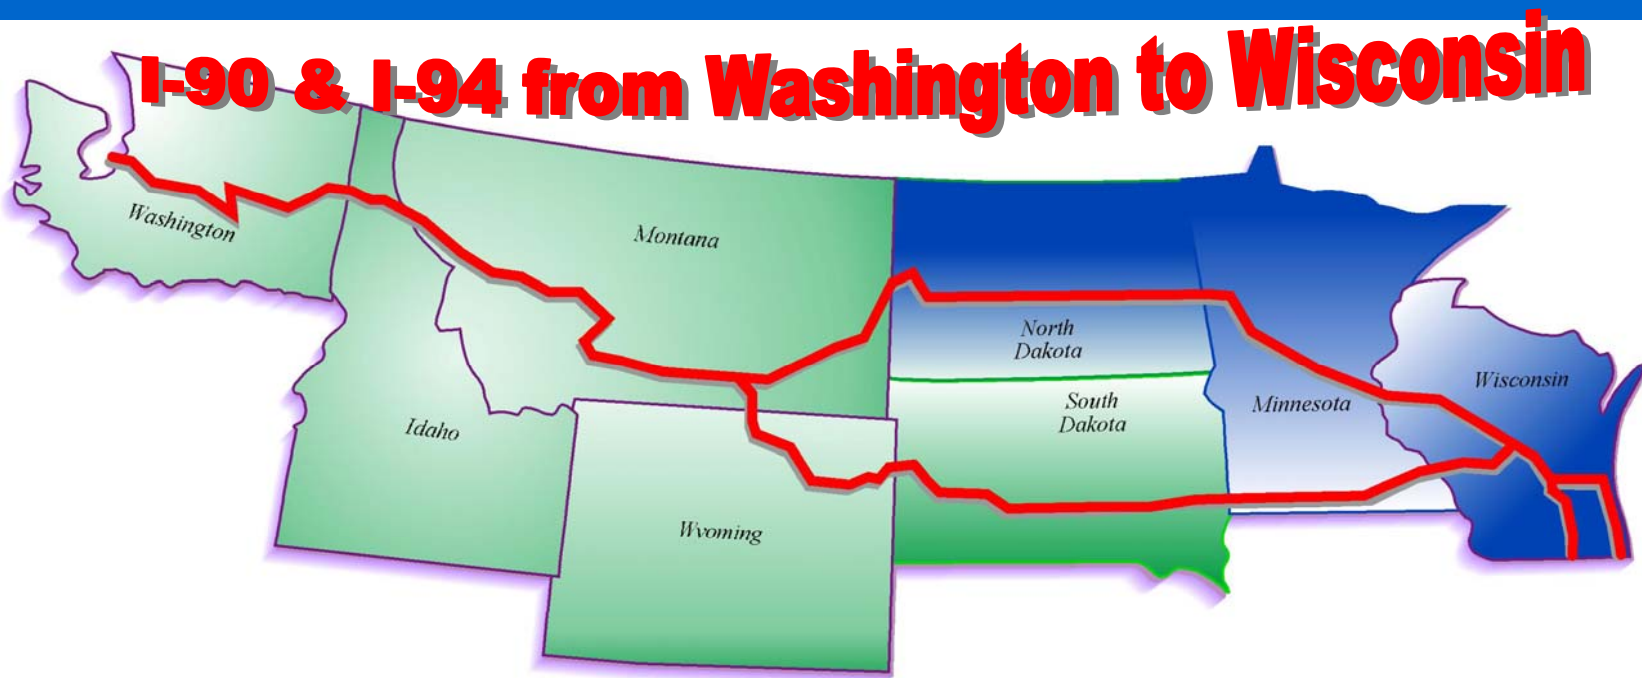 I-90 & I-94 from Washington to Wisconsin
Washington
Montana
North
Dakota
South
Dakota
Minnesota
Wisconsin
Idaho
Wyoming